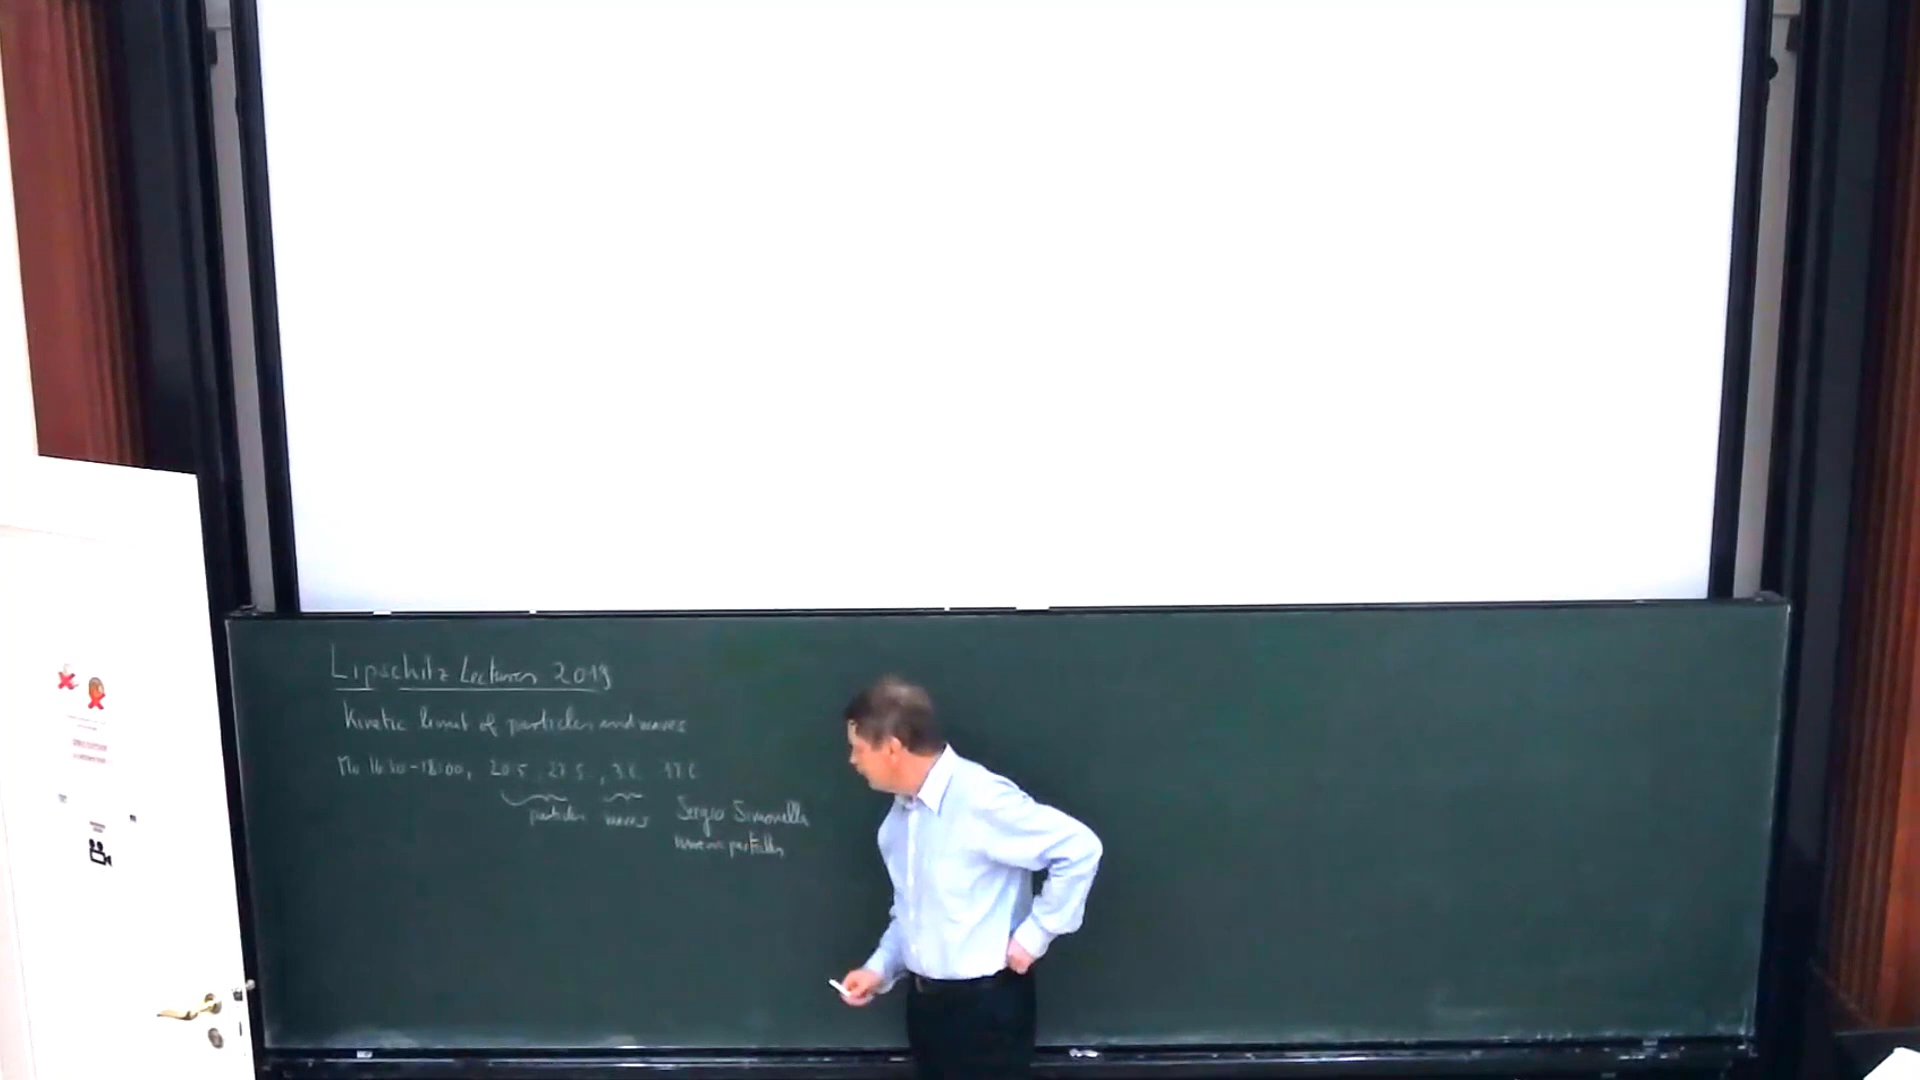 Lipschitz Lectures 2019
Kinetic limit of particles and waves
Mo 16:30-18:00, 20.5., 27.5., 3.6. 17.6
particles waves Sergio Simonella
particles